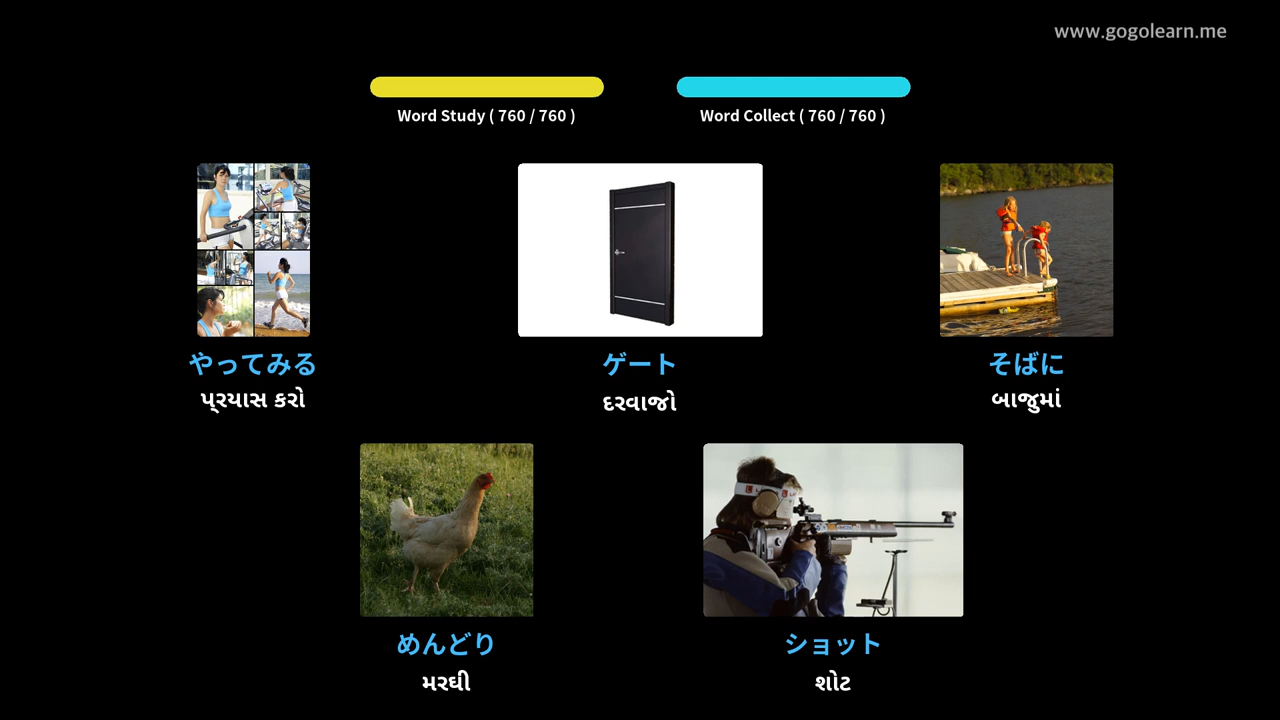 www.gogolearn.me
Word Study ( 760 / 760 )
Word Collect ( 760 / 760 )
やってみる
પ્રયાસ કરો
ゲート
દરવાજો
そばに
બાજુમાં
めんどり
મરઘી
ショット
શોટ